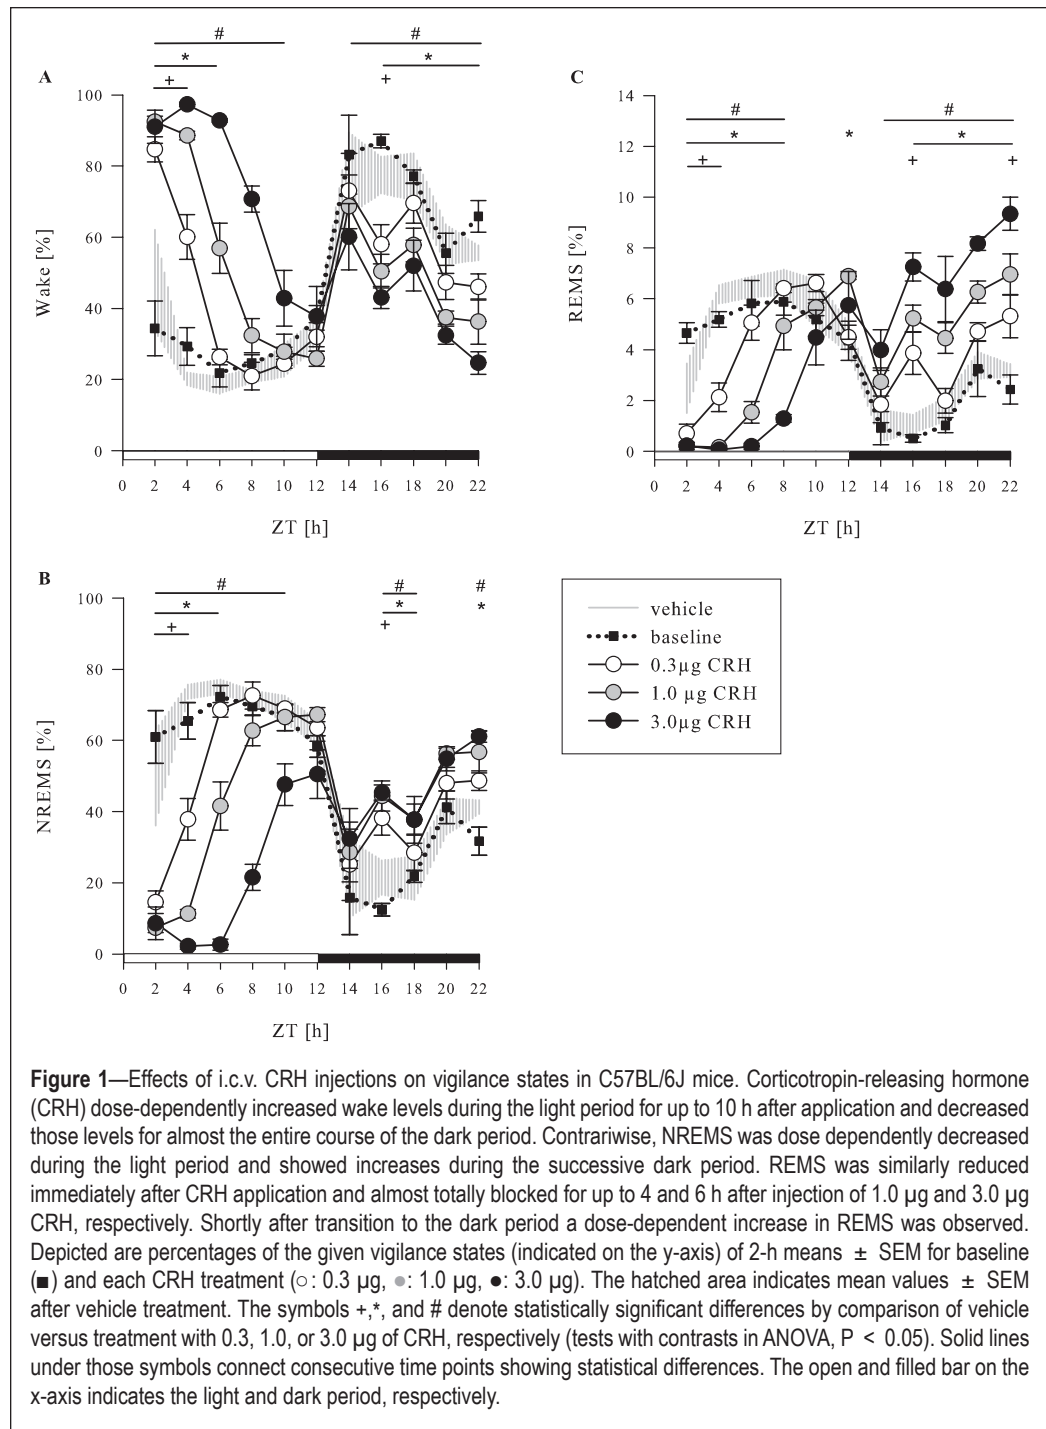 # #
* *
A + +
100
80
60
40
20
0
Wake [%]
0 2 4 6 8 10 12 14 16 18 20 22
ZT [h]
C
# #
* * *
+ + +
14
12
10
8
6
4
2
0
REMS [%]
0 2 4 6 8 10 12 14 16 18 20 22
ZT [h]
B
# # #
* * *
+ +
100
80
60
40
20
0
NREMS [%]
0 2 4 6 8 10 12 14 16 18 20 22
ZT [h]
vehicle
baseline
0.3µg CRH
1.0 µg CRH
3.0µg CRH
Figure 1—Effects of i.c.v. CRH injections on vigilance states in C57BL/6J mice. Corticotropin-releasing hormone
(CRH) dose-dependently increased wake levels during the light period for up to 10 h after application and decreased
those levels for almost the entire course of the dark period. Contrariwise, NREMS was dose dependently decreased
during the light period and showed increases during the successive dark period. REMS was similarly reduced
immediately after CRH application and almost totally blocked for up to 4 and 6 h after injection of 1.0 µg and 3.0 µg
CRH, respectively. Shortly after transition to the dark period a dose-dependent increase in REMS was observed.
Depicted are percentages of the given vigilance states (indicated on the y-axis) of 2-h means ± SEM for baseline
(■) and each CRH treatment (○: 0.3 µg, ●: 1.0 µg, ●: 3.0 µg). The hatched area indicates mean values ± SEM
after vehicle treatment. The symbols +,*, and # denote statistically significant differences by comparison of vehicle
versus treatment with 0.3, 1.0, or 3.0 µg of CRH, respectively (tests with contrasts in ANOVA, P < 0.05). Solid lines
under those symbols connect consecutive time points showing statistical differences. The open and filled bar on the
x-axis indicates the light and dark period, respectively.